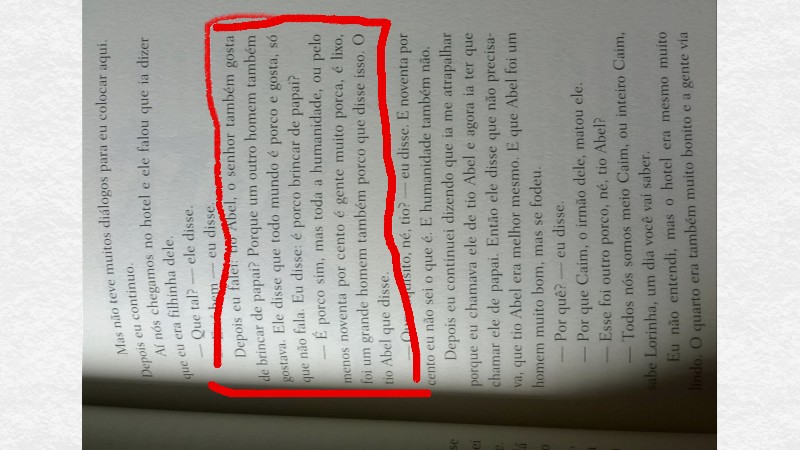 Mas não teve muitos diálogos para eu colocar aqui.
Depois eu continuo.
Aí nós chegamos no hotel e ele falou que ia dizer
que eu era filhinha dele.
— Que tal? — ele disse.
bom — eu disse.
Depois eu falei: tio Abel, o senhor também gosta
de brincar de papai? Porque um outro homem também
gostava. Ele disse que todo mundo é porco e gosta, só
que não fala. Eu disse: é porco brincar de papai?
— É porco sim, mas toda a humanidade, ou pelo
menos noventa por cento é gente muito porca, é lixo,
foi um grande homem também porco que disse isso. O
tio Abel que disse.
né, tio? — eu disse. E noventa por
cento eu não sei o que é. E humanidade também não.
Depois eu continuei dizendo que ia me atrapalhar
porque eu chamava ele de tio Abel e agora ia ter que
chamar ele de papai. Então ele disse que não precisa-
va, que tio Abel era melhor mesmo. E que Abel foi um
homem muito bom, mas se fodeu.
— Por quê? — eu disse.
— Por que Caim, o irmão dele, matou ele.
— Esse foi outro porco, né, tio Abel?
— Todos nós somos meio Caim, ou inteiro Caim,
sabe Lorinha, um dia você vai saber.
Eu não entendi, mas o hotel era mesmo muito
lindo. O quarto era também muito bonito e a gente via